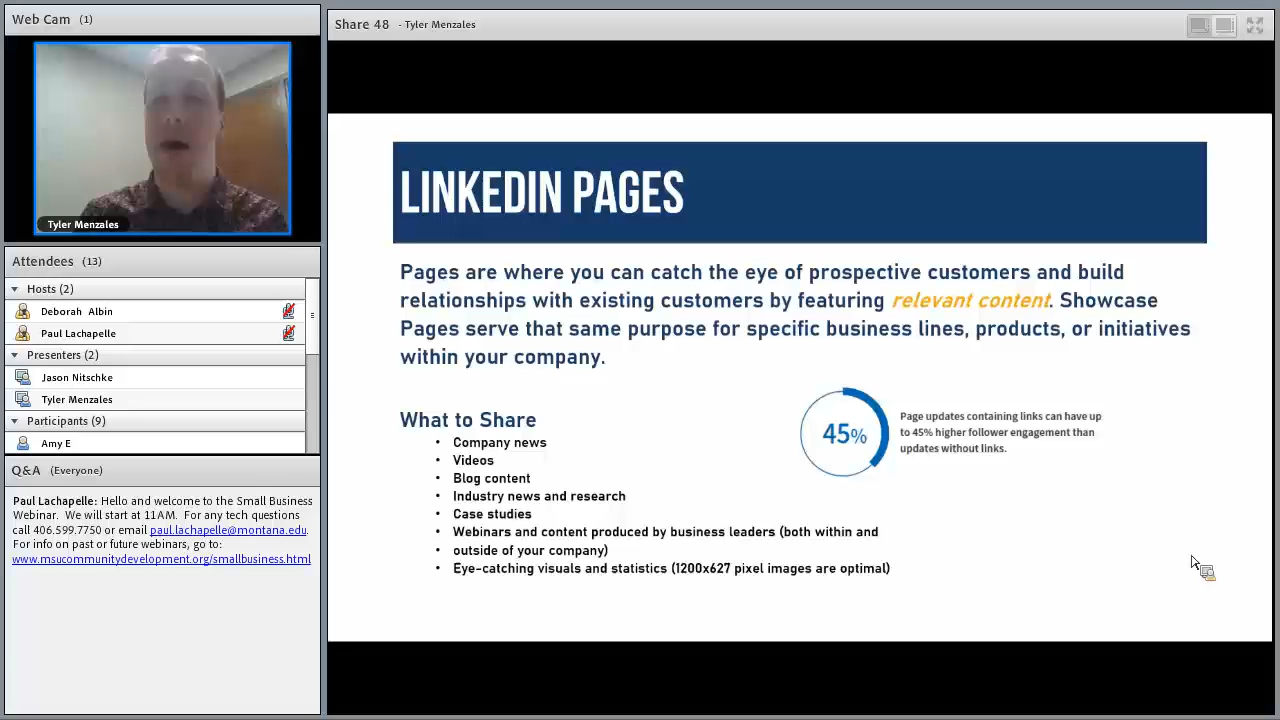 Web Cam (1)
Tyler Menzales
Attendees (13)
Hosts (2)
Deborah Albin
Paul Lachapelle
Presenters (2)
Jason Nitschke
Tyler Menzales
Participants (9)
Amy E
Q&A (Everyone)
Paul Lachapelle: Hello and welcome to the Small Business
Webinar. We will start at 11AM. For any tech questions
call 406.599.7750 or email paul.lachapelle@montana.edu.
For info on past or future webinars, go to:
www.msucommunitydevelopment.org/smallbusiness.html
Share 48 - Tyler Menzales
LINKEDIN PAGES
Pages are where you can catch the eye of prospective customers and build
relationships with existing customers by featuring relevant content. Showcase
Pages serve that same purpose for specific business lines, products, or initiatives
within your company.
What to Share
• Company news
• Videos
• Blog content
• Industry news and research
• Case studies
• Webinars and content produced by business leaders (both within and
• outside of your company)
• Eye-catching visuals and statistics (1200x627 pixel images are optimal)
45%
Page updates containing links can have up
to 45% higher follower engagement than
updates without links.